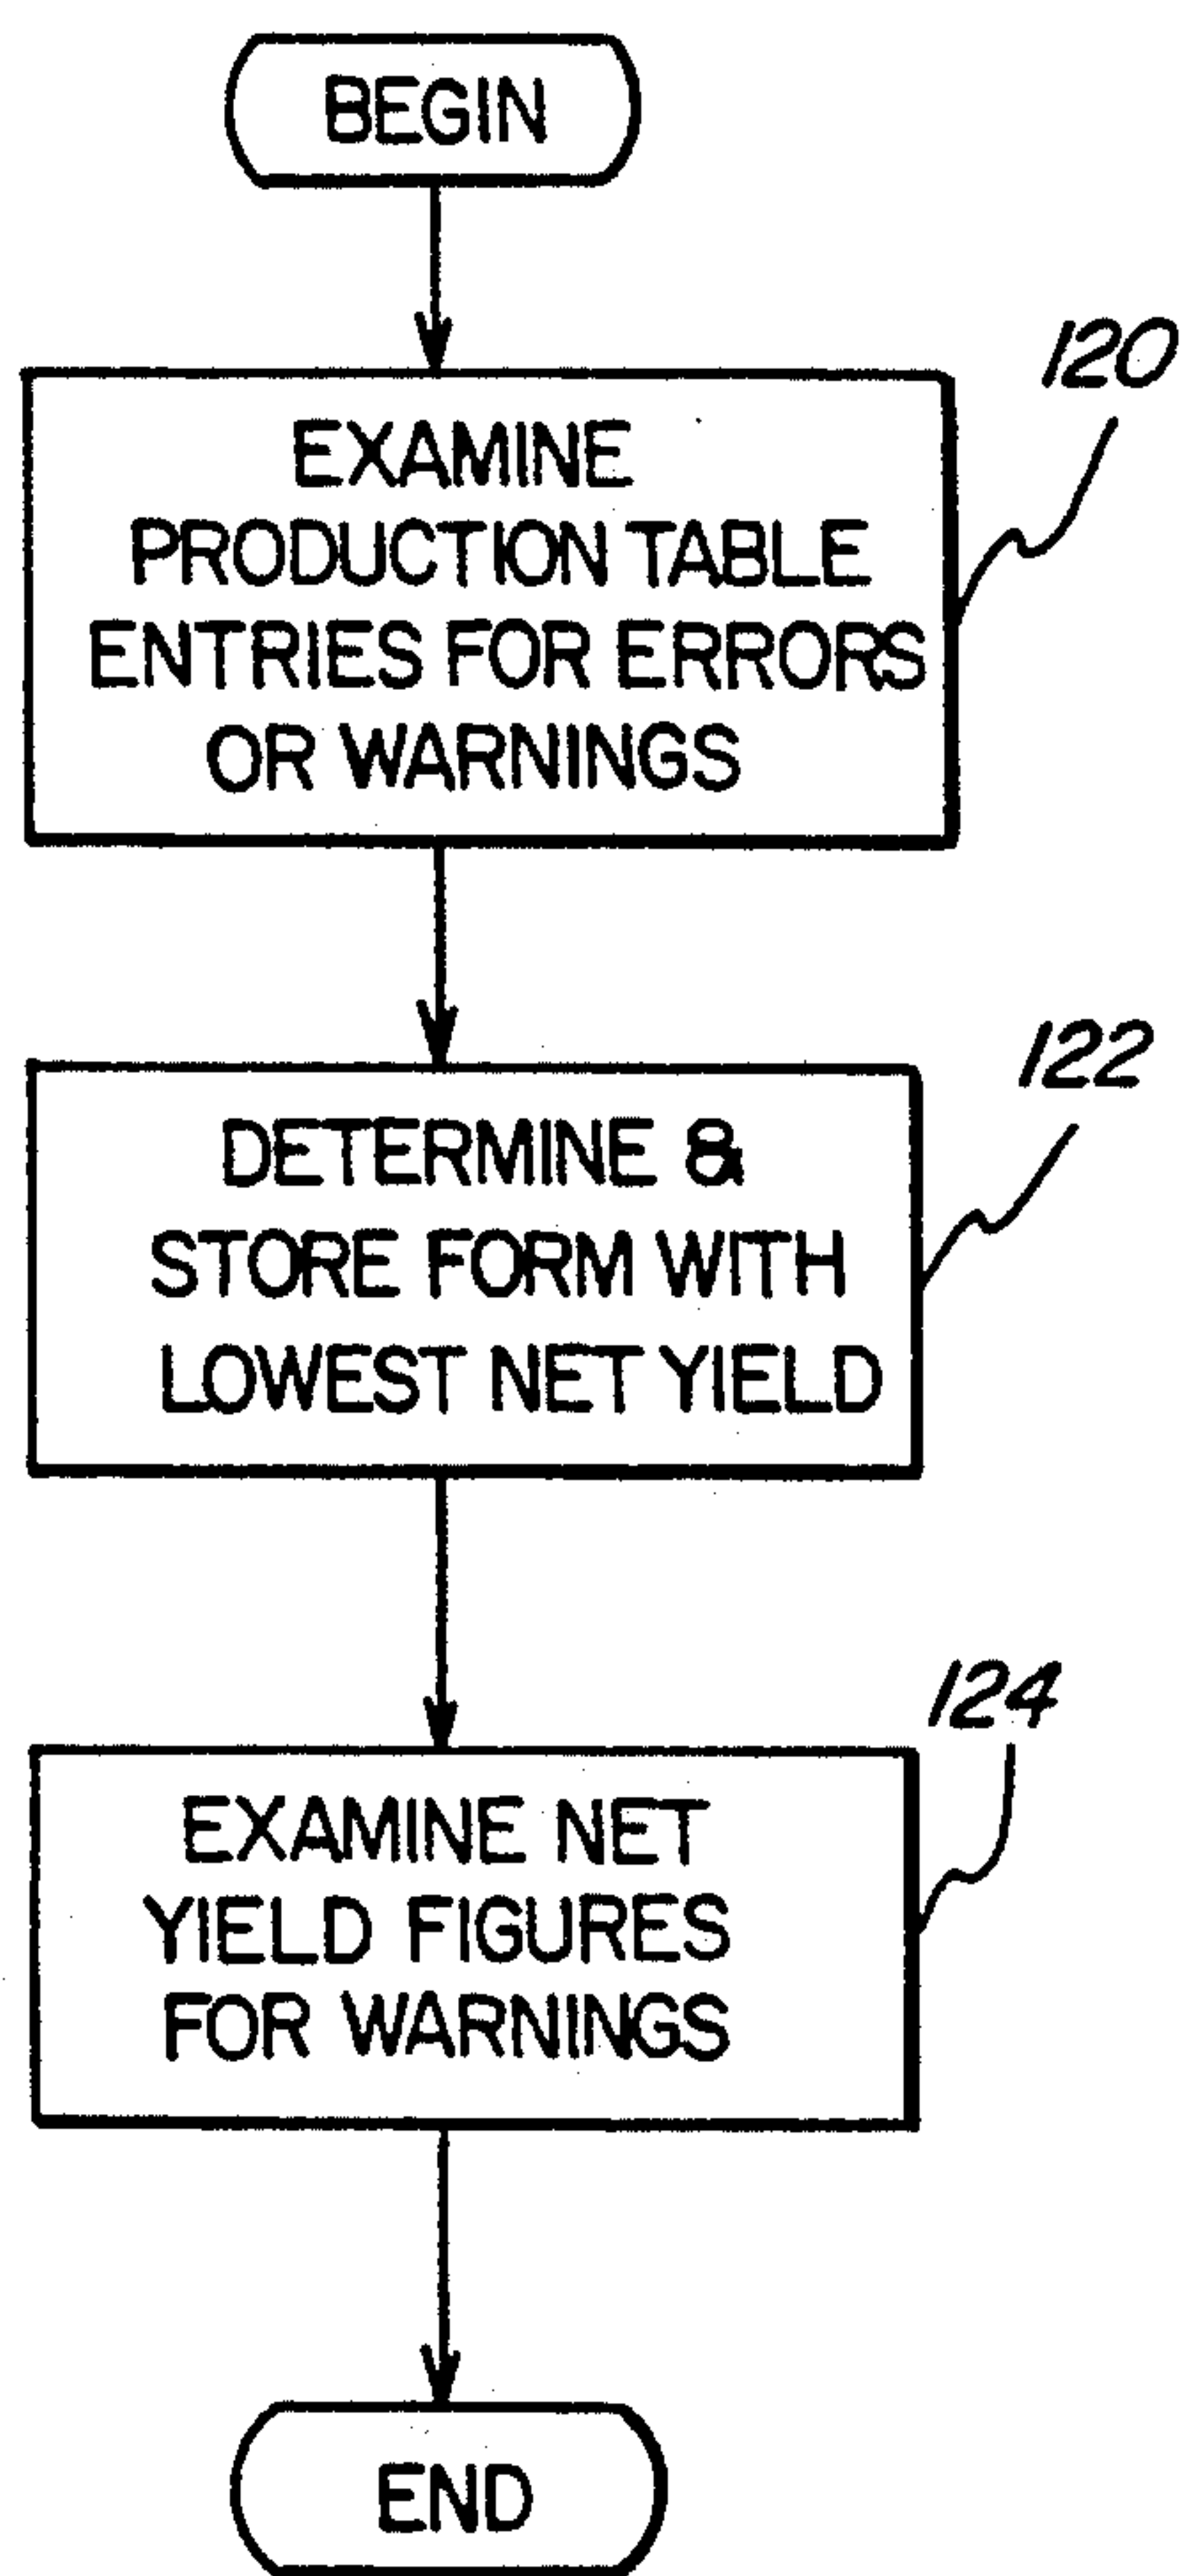 BEGIN
120
EXAMINE
PRODUCTION TABLE
ENTRIES FOR ERRORS
OR WARNINGS
122
DETERMINE &
STORE FORM WITH
LOWEST NET YIELD
124
EXAMINE NET
YIELD FIGURES
FOR WARNINGS
END